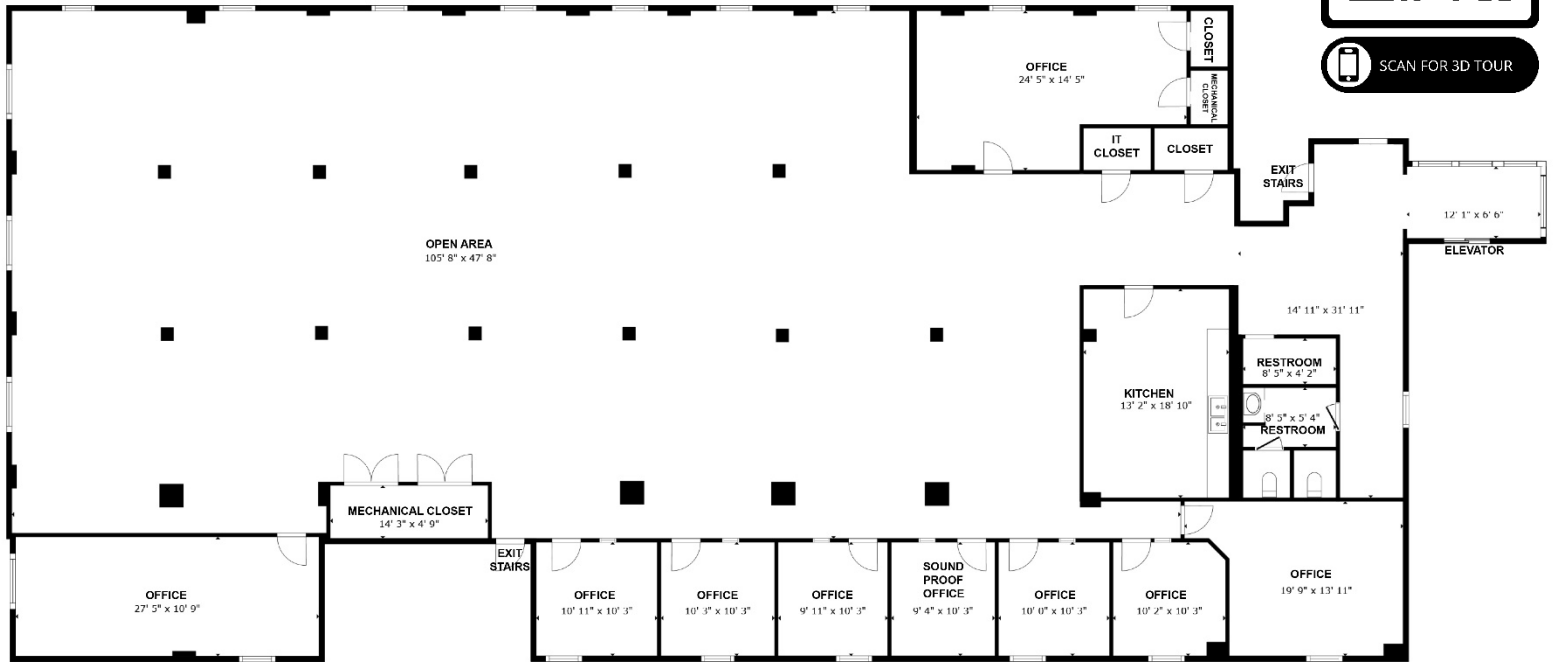 SCAN FOR 3D TOUR
OFFICE
24' 5" x 14' 5"
CLOSET
MECHANICAL
CLOSET
IT
CLOSET
CLOSET
EXIT
STAIRS
12' 1" x 6' 6"
ELEVATOR
OPEN AREA
105' 8" x 47' 8"
14' 11" x 31' 11"
RESTROOM
8' 5" x 4' 2"
KITCHEN
13' 2" x 18' 10"
8' 5" x 5' 4"
RESTROOM
MECHANICAL CLOSET
14' 3" x 4' 9"
EXIT
STAIRS
OFFICE
27' 5" x 10' 9"
OFFICE
10' 11" x 10' 3"
OFFICE
10' 3" x 10' 3"
OFFICE
9' 11" x 10' 3"
SOUND
PROOF
OFFICE
9' 4" x 10' 3"
OFFICE
10' 0" x 10' 3"
OFFICE
10' 2" x 10' 3"
OFFICE
19' 9" x 13' 11"